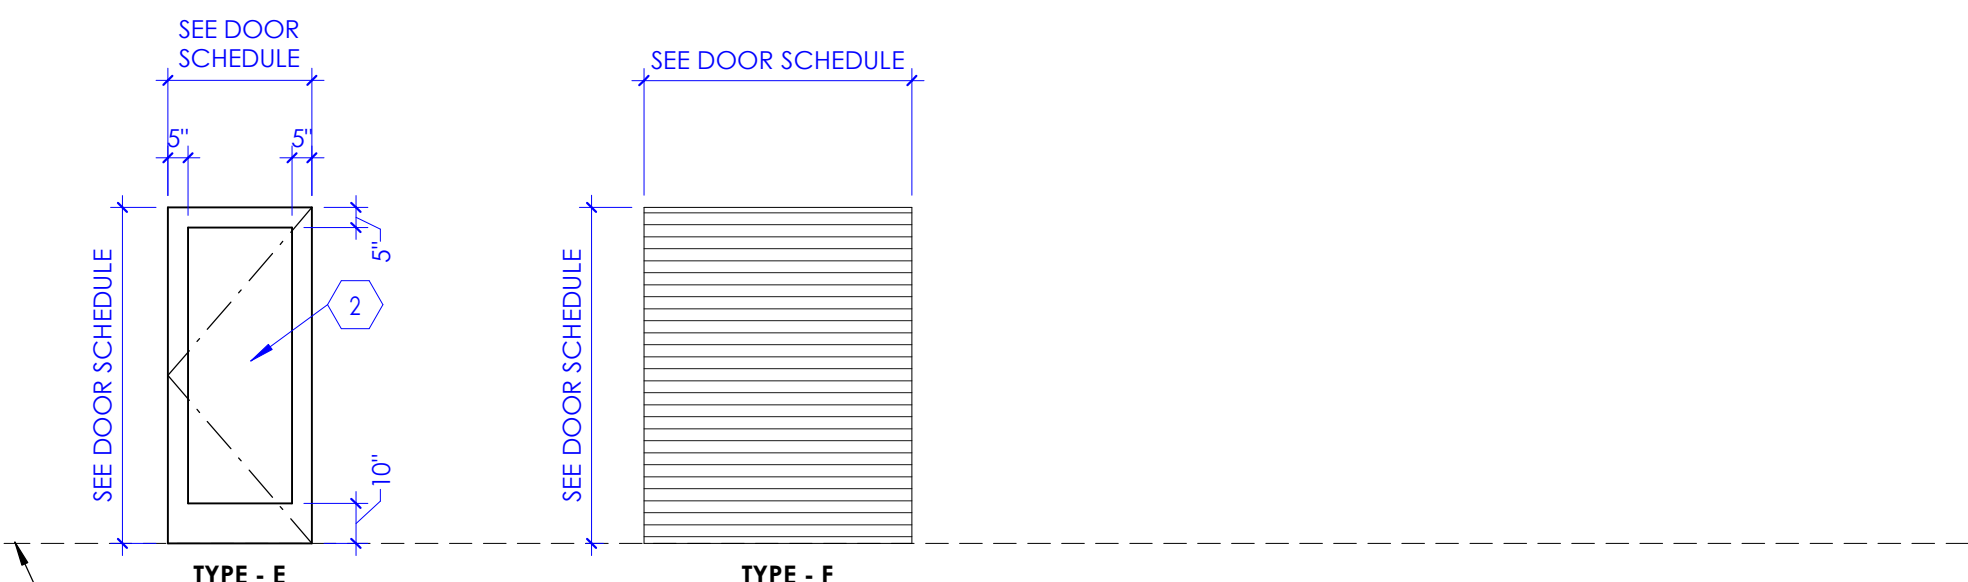 SEE DOOR
SCHEDULE
SEE DOOR SCHEDULE
5"
5"
SEE DOOR SCHEDULE
5"
2
10"
SEE DOOR SCHEDULE
TYPE - E
TYPE - F